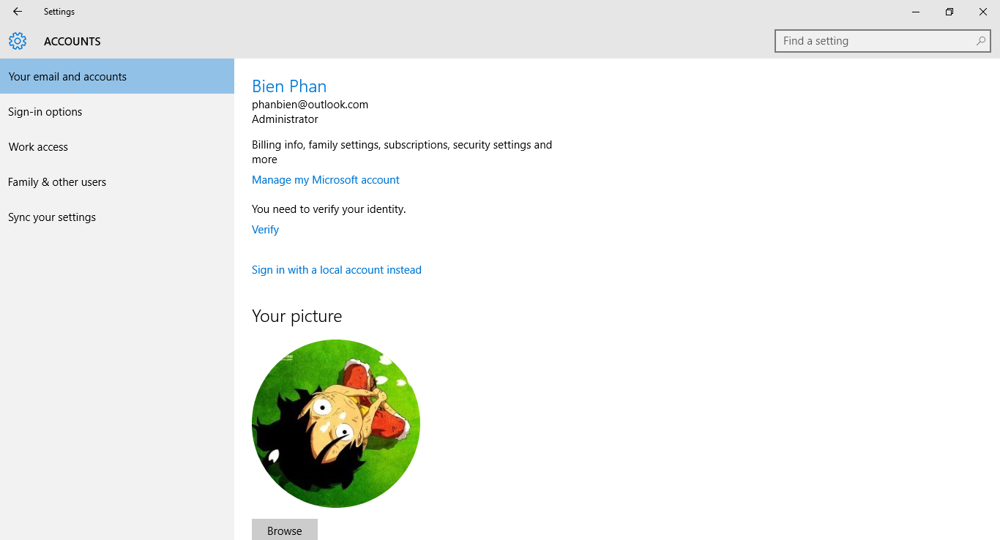 Settings
ACCOUNTS
Find a setting
Your email and accounts
Sign-in options
Work access
Family & other users
Sync your settings
Bien Phan
phanbien@outlook.com
Administrator
Billing info, family settings, subscriptions, security settings and
more
Manage my Microsoft account
You need to verify your identity.
Verify
Sign in with a local account instead
Your picture
Browse